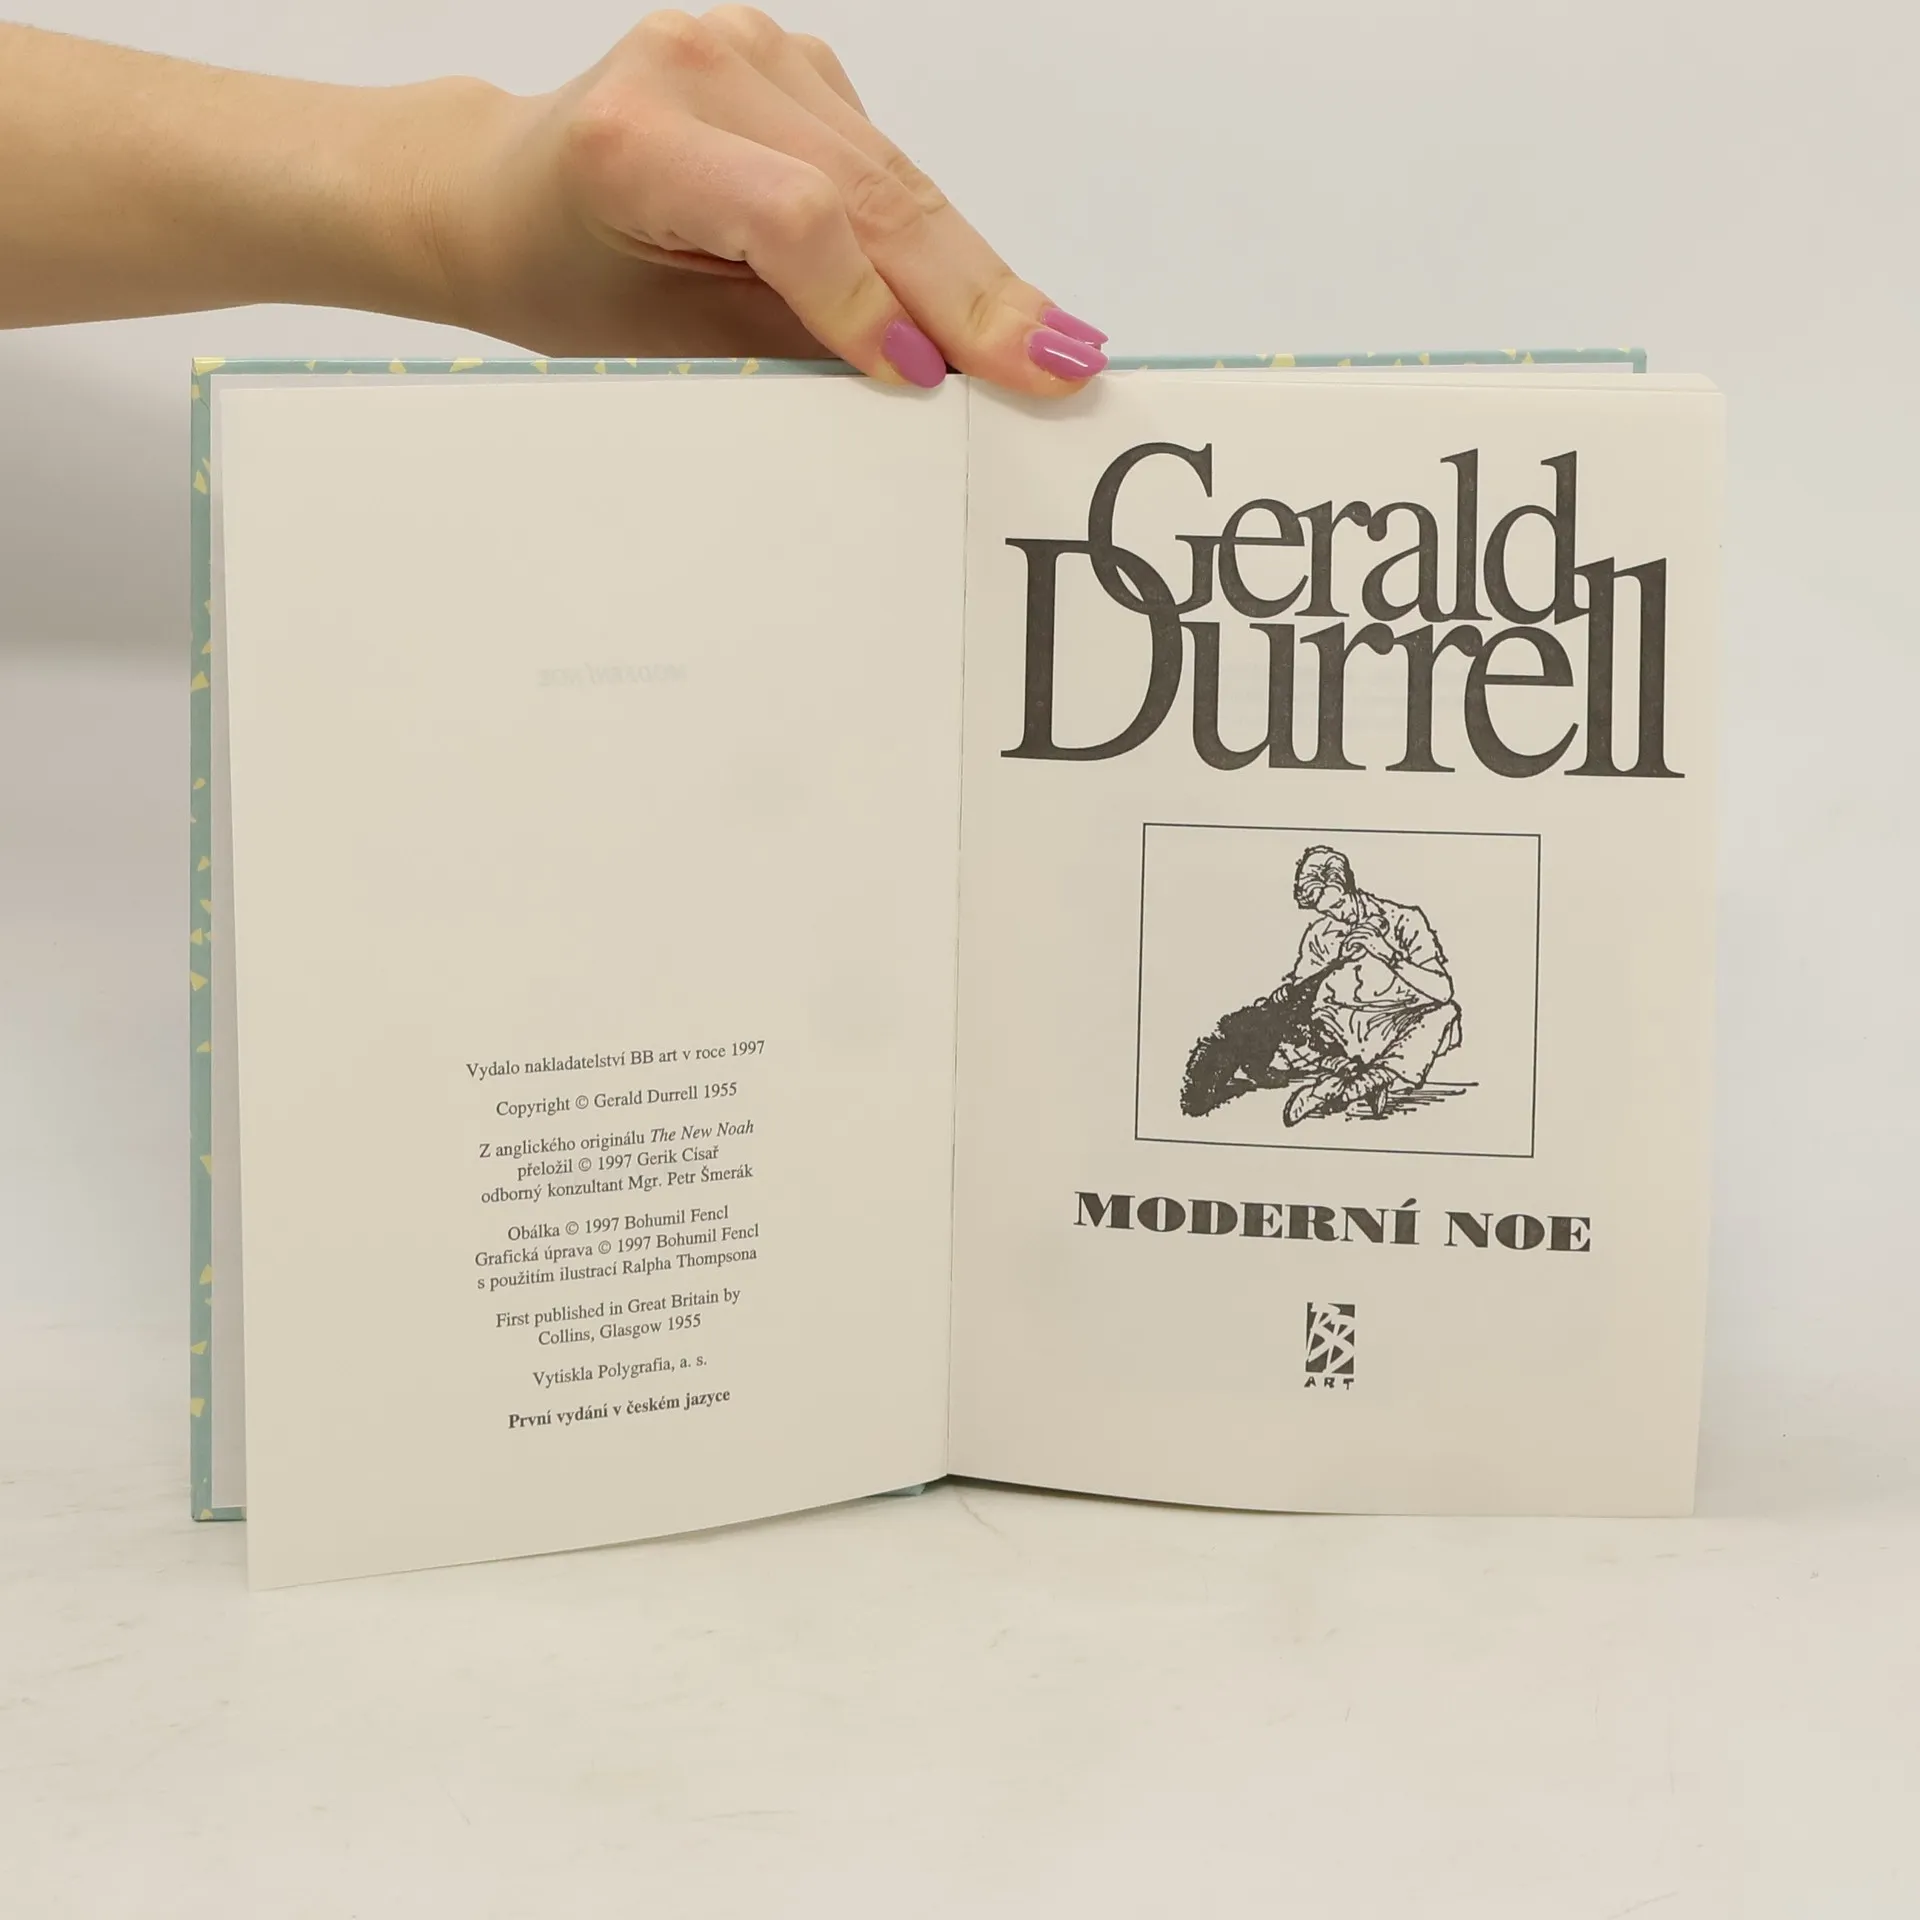 Vydalo nakladatelství BB art v roce 1997
Copyright © Gerald Durrell 1955
Z anglického originálu The New Noah
přeložil © 1997 Gerik Císař
odborný konzultant Mgr. Petr Šmerák
Obálka © 1997 Bohumil Fencl
Grafická úprava © 1997 Bohumil Fencl
s použitím ilustrací Ralpha Thompsona
First published in Great Britain by
Collins, Glasgow 1955
Vytiskla Polygrafia, a. s.
První vydání v českém jazyce
Gerald
Durrell
MODERNÍ NOE
BB
ART